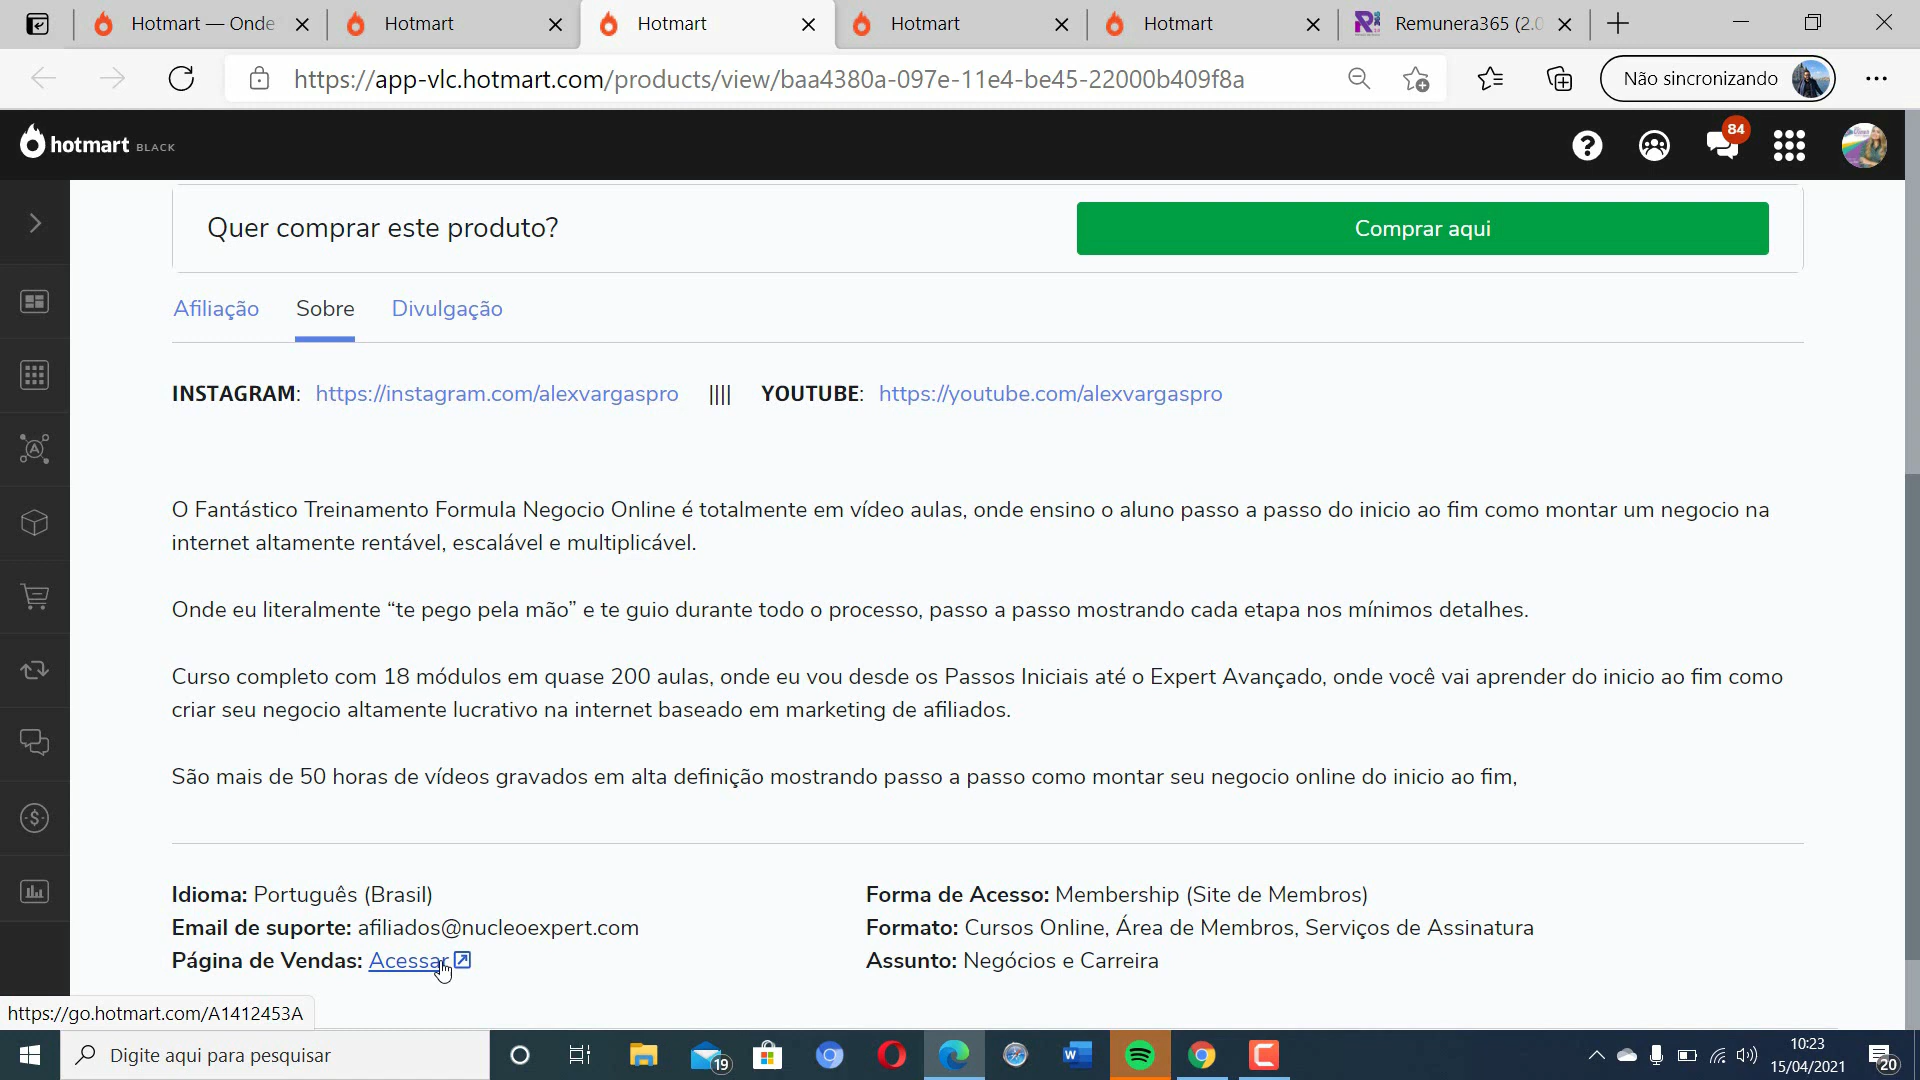 Hotmart — Onde
Hotmart
Hotmart
Hotmart
Hotmart
Remunera365 (2.0
https://app-vlc.hotmart.com/products/view/baa4380a-097e-11e4-be45-22000b409f8a
Não sincronizando
hotmart BLACK
84
Quer comprar este produto?
Comprar aqui
Afiliação
Sobre
Divulgação
INSTAGRAM: https://instagram.com/alexvargaspro |||| YOUTUBE: https://youtube.com/alexvargaspro
O Fantástico Treinamento Formula Negocio Online é totalmente em vídeo aulas, onde ensino o aluno passo a passo do inicio ao fim como montar um negocio na
internet altamente rentável, escalável e multiplicável.
Onde eu literalmente “te pego pela mão” e te guio durante todo o processo, passo a passo mostrando cada etapa nos mínimos detalhes.
Curso completo com 18 módulos em quase 200 aulas, onde eu vou desde os Passos Iniciais até o Expert Avançado, onde você vai aprender do inicio ao fim como
criar seu negocio altamente lucrativo na internet baseado em marketing de afiliados.
São mais de 50 horas de vídeos gravados em alta definição mostrando passo a passo como montar seu negocio online do inicio ao fim,
Idioma: Português (Brasil)
Email de suporte: afiliados@nucleoexpert.com
Página de Vendas: Acessar
Forma de Acesso: Membership (Site de Membros)
Formato: Cursos Online, Área de Membros, Serviços de Assinatura
Assunto: Negócios e Carreira
https://go.hotmart.com/A1412453A
Digite aqui para pesquisar
19
10:23
15/04/2021
20